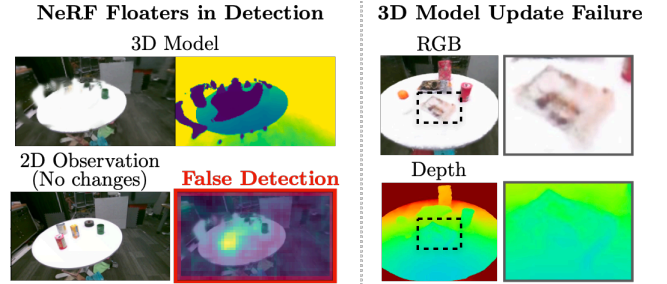 NeRF Floaters in Detection
3D Model
2D Observation
(No changes)
False Detection
3D Model Update Failure
RGB
Depth